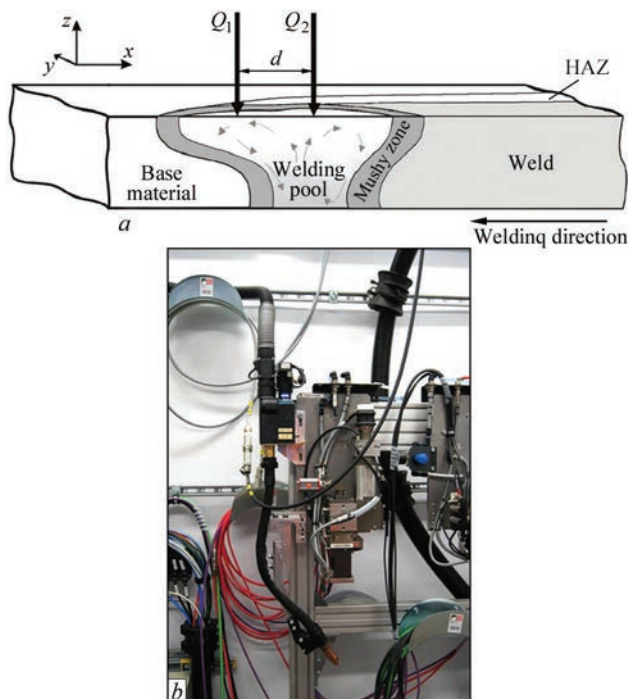 z
y
x
Q1
Q2
d
HAZ
Base
material
Welding
pool
Mushy zone
Weld
a
Weldinq direction
b